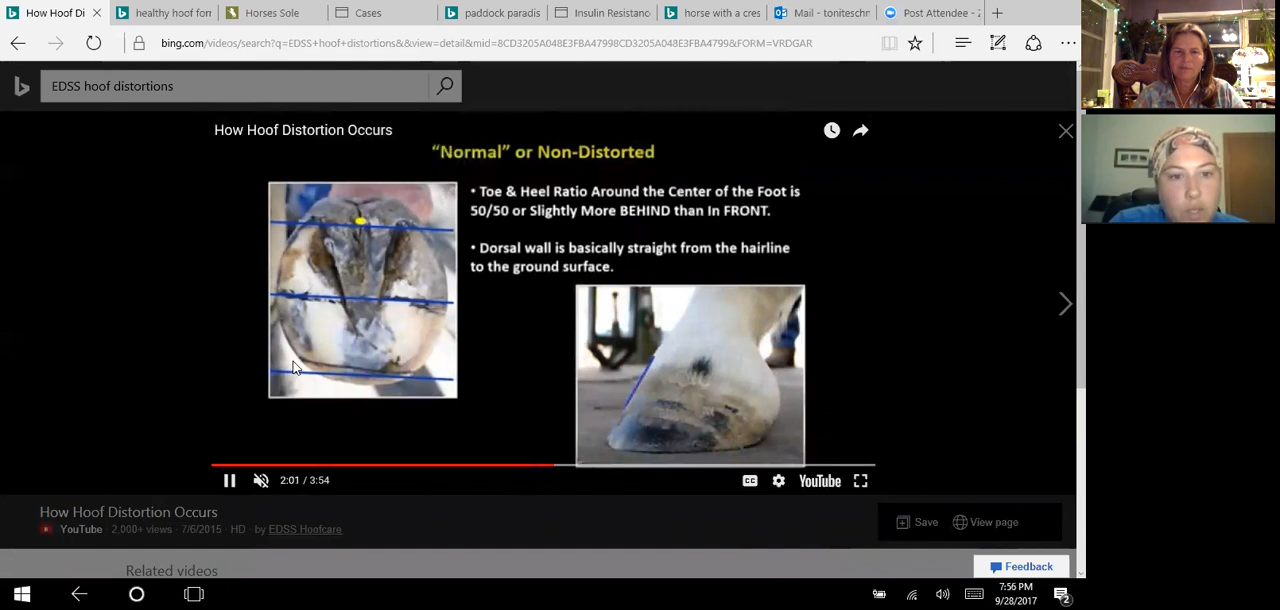 How Hoof Di
healthy hoof for
Horses Sole
Cases
paddock paradis
Insulin Resistanc
horse with a cres
Mail - toniteschn
Post Attendee - Z
bing.com/videos/search?q=EDSS+hoof+distortions&&view=detail&mid=8CD3205A048E3FBA47998CD3205A048E3FBA4799&FORM=VRDGAR
EDSS hoof distortions
How Hoof Distortion Occurs
"Normal" or Non-Distorted
• Toe & Heel Ratio Around the Center of the Foot is
50/50 or Slightly More BEHIND than In FRONT.
• Dorsal wall is basically straight from the hairline
to the ground surface.
2:01 / 3:54
CC
YouTube
How Hoof Distortion Occurs
YouTube · 2,000+ views · 7/6/2015 · HD · by EDSS Hoofcare
Save
View page
Related videos
Feedback
7:56 PM
9/28/2017
2